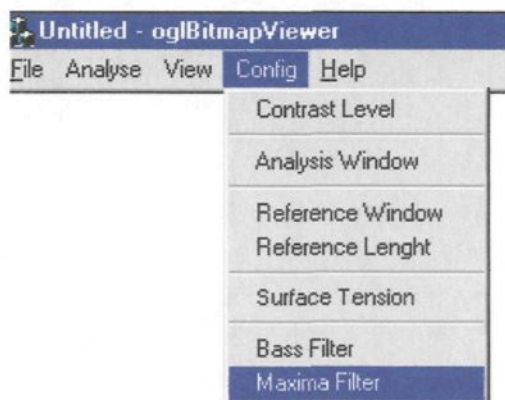 Untitled - oglBitmapViewer
File Analyse View Config Help
Contrast Level
Analysis Window
Reference Window
Reference Lenght
Surface Tension
Bass Filter
Maxima Filter